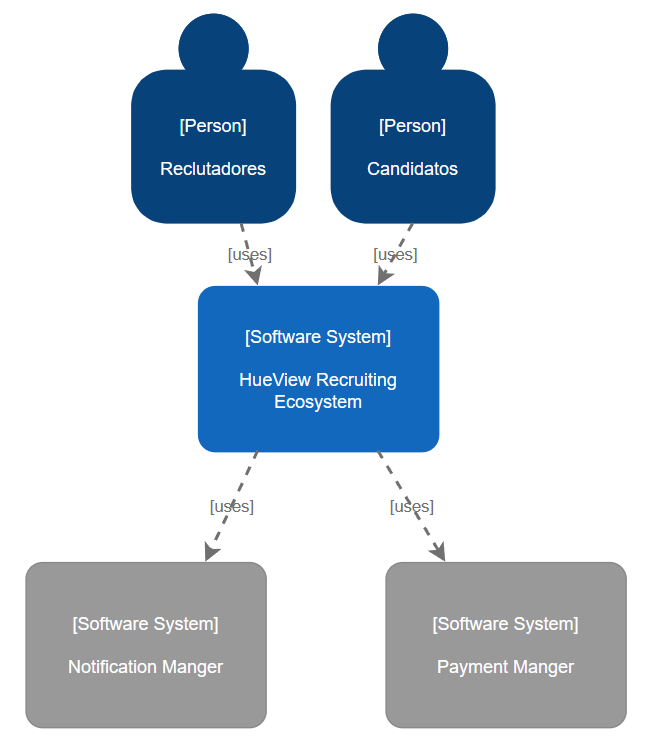 [Person]
Reclutadores
[Person]
Candidatos
[uses]
[uses]
[Software System]
HueView Recruiting
Ecosystem
[uses]
[uses]
[Software System]
Notification Manger
[Software System]
Payment Manger